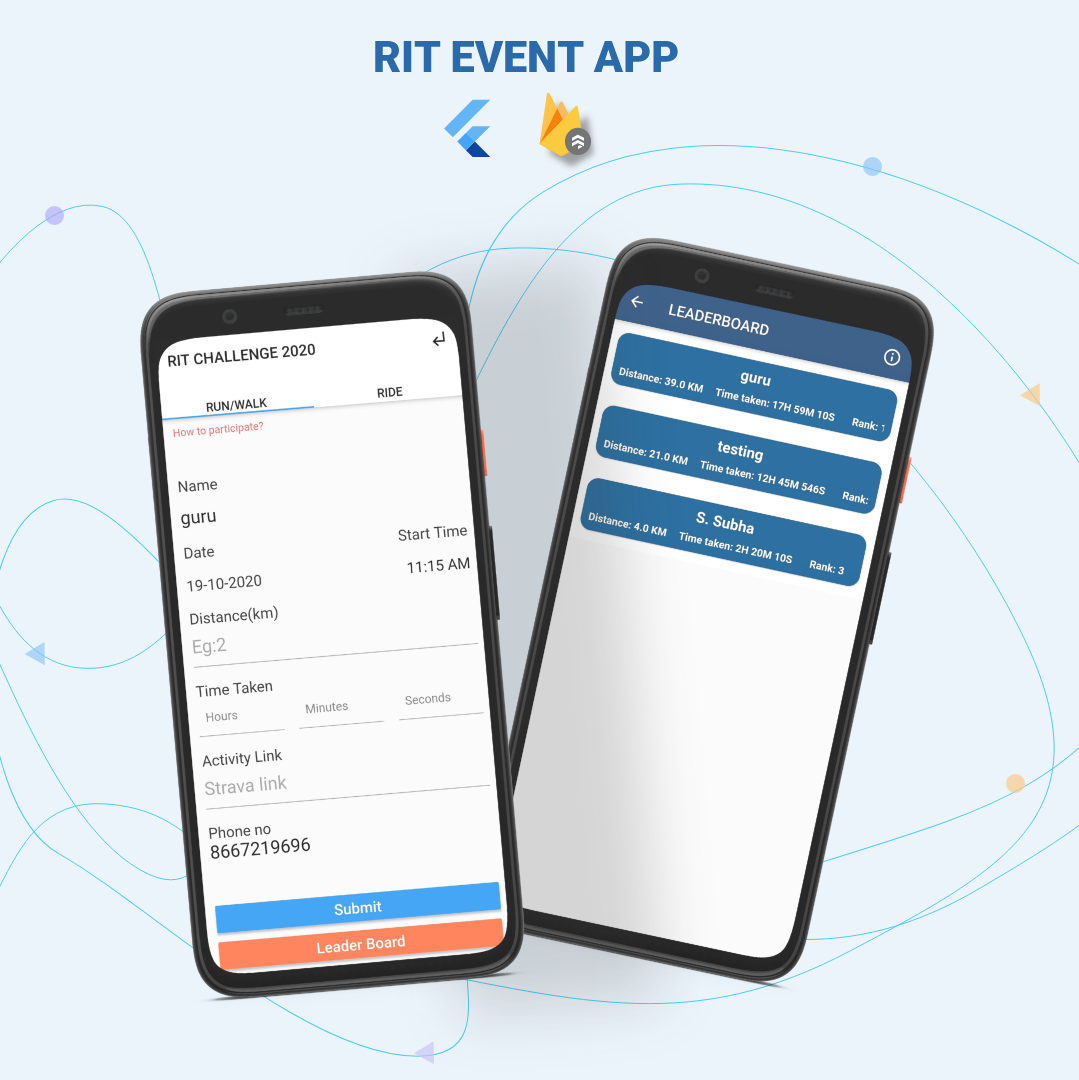 RIT EVENT APP
RIT CHALLENGE 2020
RUN/WALK
RIDE
How to participate?
Name
guru
Date
Start Time
19-10-2020
11:15 AM
Distance(km)
Eg:2
Time Taken
Hours
Minutes
Seconds
Activity Link
Strava link
Phone no
8667219696
Submit
Leader Board
LEADERBOARD
guru
Distance: 39.0 KM Time taken: 17H 59M 10S Rank:
testing
Distance: 21.0 KM Time taken: 12H 45M 546S Rank:
S. Subha
Distance: 4.0 KM Time taken: 2H 20M 10S Rank: 3